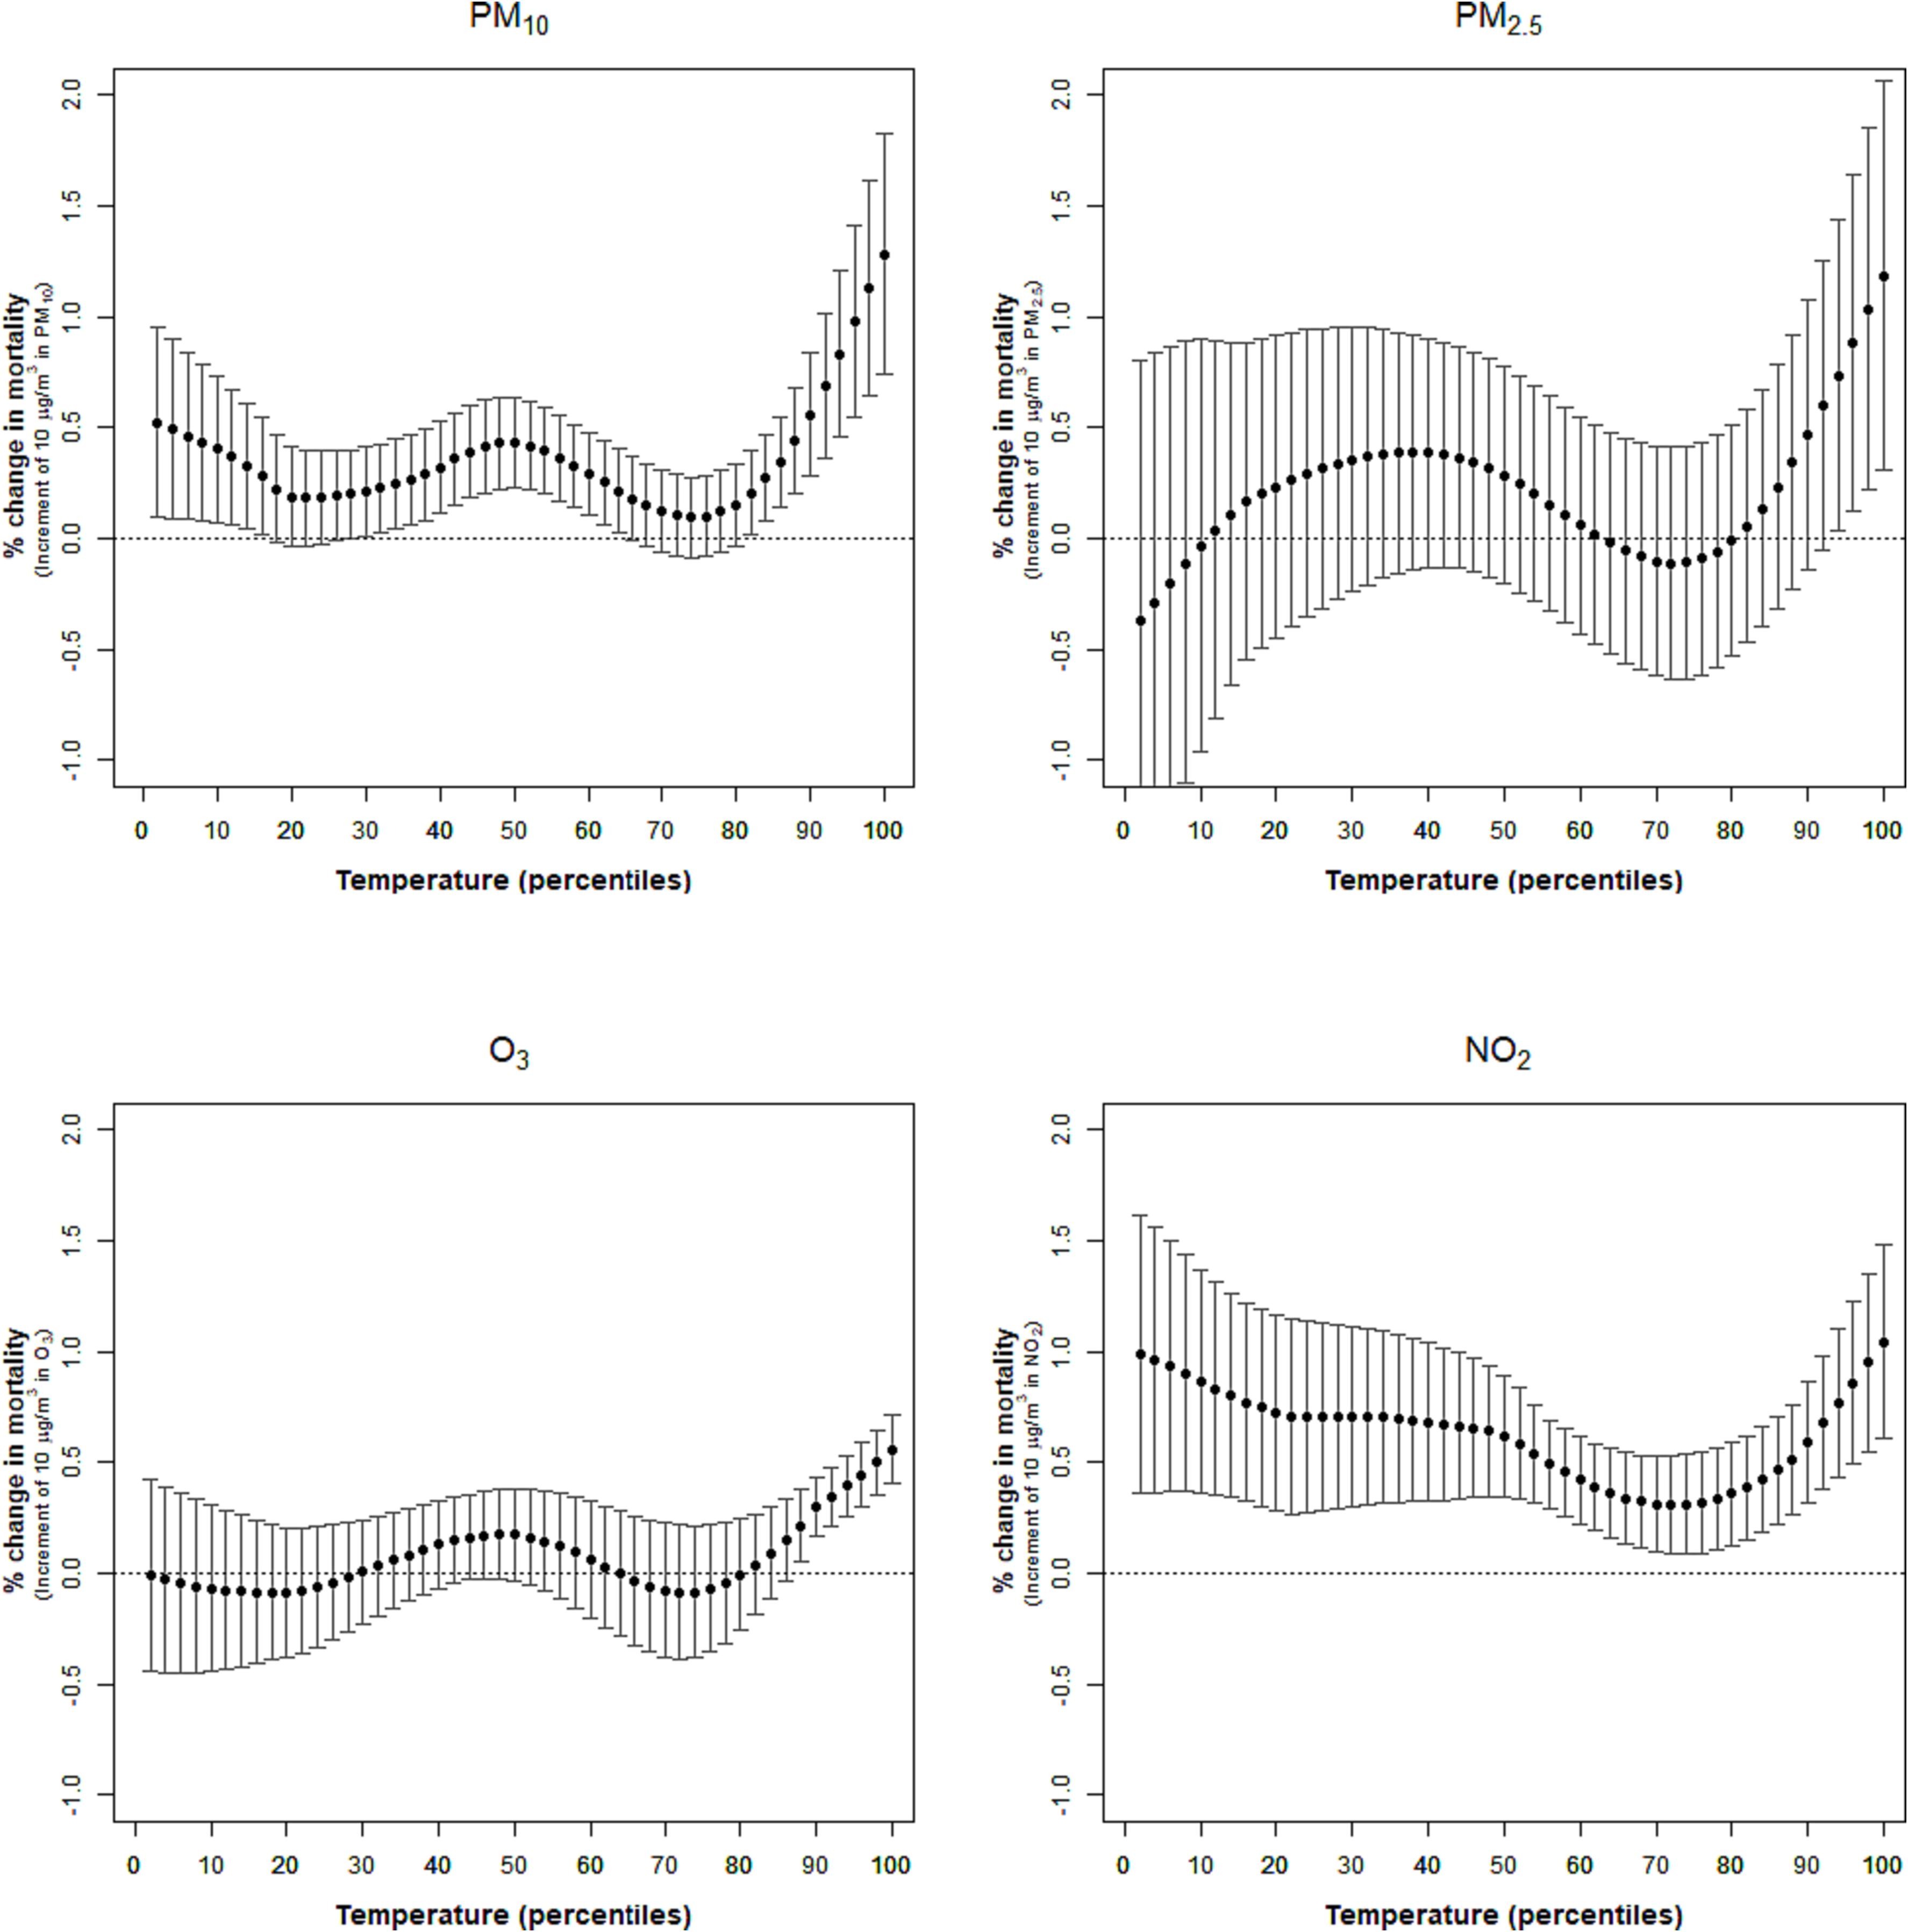 PM10
% change in mortality
(Increment of 10 µg/m3 in PM10)
2.0
1.5
1.0
0.5
0.0
-0.5
-1.0
0 10 20 30 40 50 60 70 80 90 100
Temperature (percentiles)
PM2.5
% change in mortality
(Increment of 10 µg/m3 in PM2.5)
2.0
1.5
1.0
0.5
0.0
-0.5
-1.0
0 10 20 30 40 50 60 70 80 90 100
Temperature (percentiles)
O3
% change in mortality
(Increment of 10 µg/m3 in O3)
2.0
1.5
1.0
0.5
0.0
-0.5
-1.0
0 10 20 30 40 50 60 70 80 90 100
Temperature (percentiles)
NO2
% change in mortality
(Increment of 10 µg/m3 in NO2)
2.0
1.5
1.0
0.5
0.0
-0.5
-1.0
0 10 20 30 40 50 60 70 80 90 100
Temperature (percentiles)